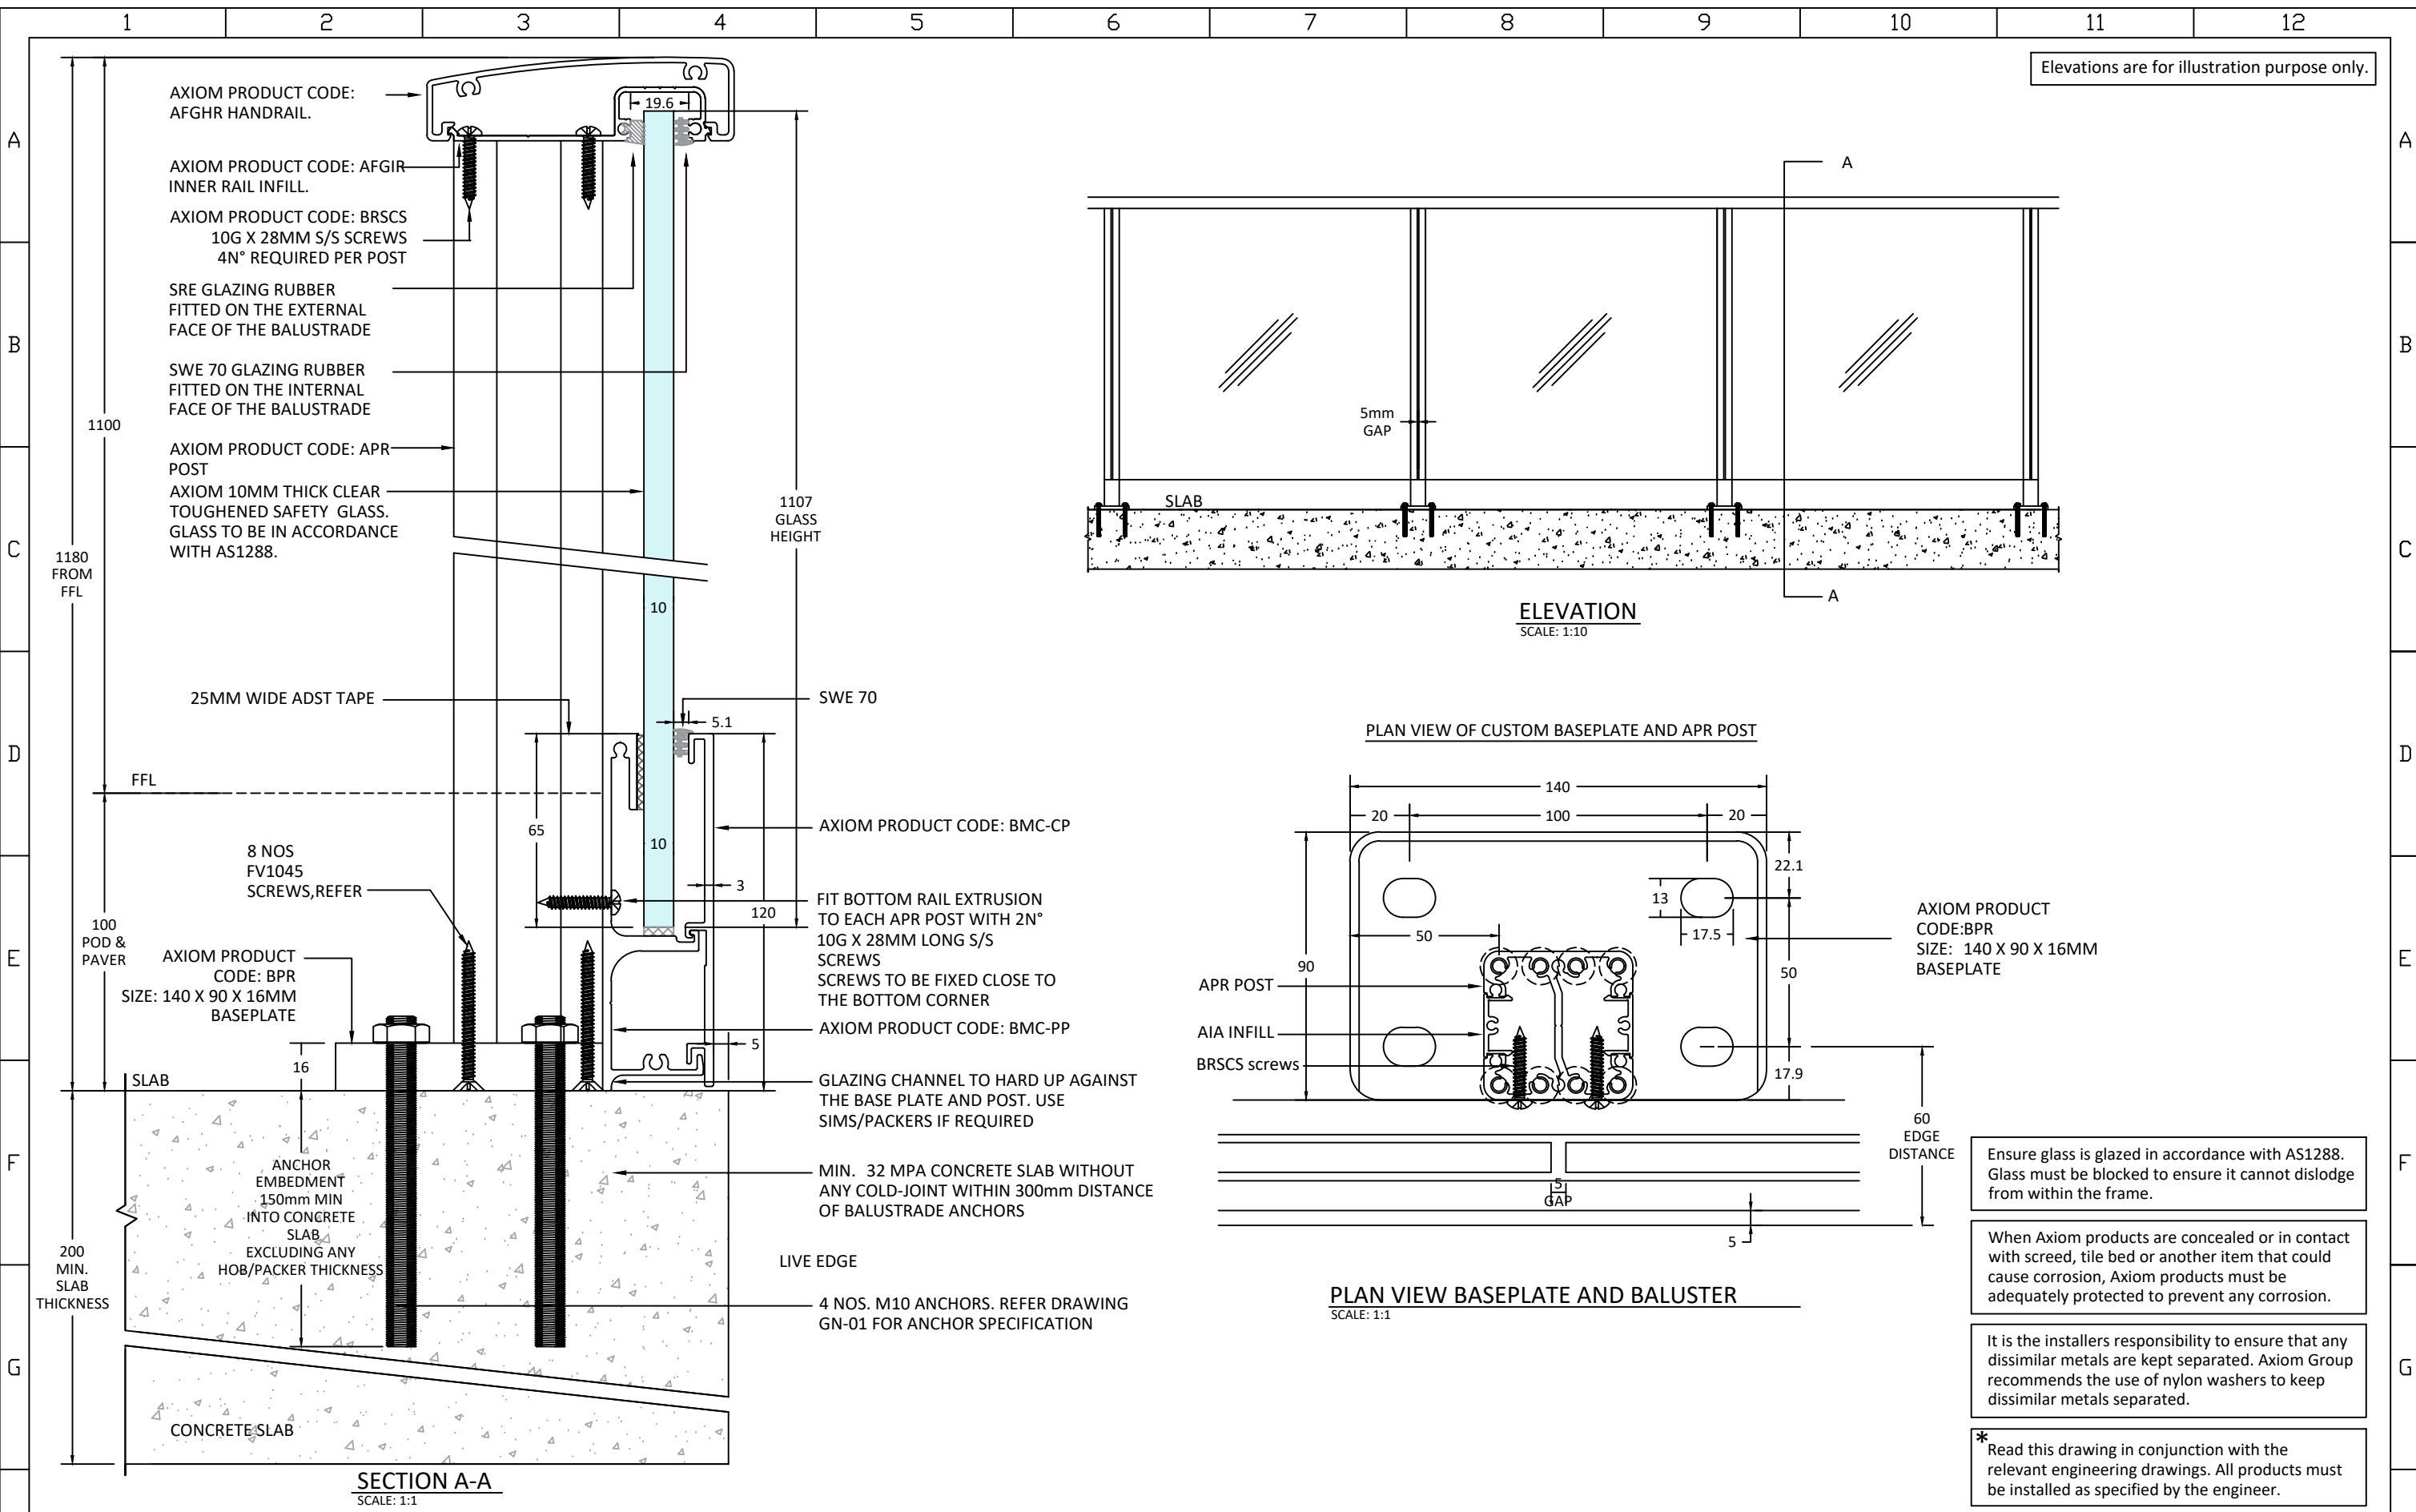 1 2 3 4 5 6 7 8 9 10 11 12
A
B
C
D
E
F
G
A
B
C
D
E
F
G
Elevations are for illustration purpose only.
AXIOM PRODUCT CODE:
AFGHR HANDRAIL.
AXIOM PRODUCT CODE: AFGIR
INNER RAIL INFILL.
AXIOM PRODUCT CODE: BRSCS
10G X 28MM S/S SCREWS
4N° REQUIRED PER POST
SRE GLAZING RUBBER
FITTED ON THE EXTERNAL
FACE OF THE BALUSTRADE
SWE 70 GLAZING RUBBER
FITTED ON THE INTERNAL
FACE OF THE BALUSTRADE
AXIOM PRODUCT CODE: APR
POST
AXIOM 10MM THICK CLEAR
TOUGHENED SAFETY GLASS.
GLASS TO BE IN ACCORDANCE
WITH AS1288.
19.6
1100
1180
FROM
FFL
1107
GLASS
HEIGHT
10
25MM WIDE ADST TAPE
SWE 70
5.1
FFL
65
10
AXIOM PRODUCT CODE: BMC-CP
3
120
8 NOS
FV1045
SCREWS,REFER
100
POD &
PAVER
AXIOM PRODUCT
CODE: BPR
SIZE: 140 X 90 X 16MM
BASEPLATE
FIT BOTTOM RAIL EXTRUSION
TO EACH APR POST WITH 2N°
10G X 28MM LONG S/S
SCREWS
SCREWS TO BE FIXED CLOSE TO
THE BOTTOM CORNER
AXIOM PRODUCT CODE: BMC-PP
5
16
SLAB
GLAZING CHANNEL TO HARD UP AGAINST
THE BASE PLATE AND POST. USE
SIMS/PACKERS IF REQUIRED
ANCHOR
EMBEDMENT
150mm MIN
INTO CONCRETE
SLAB
EXCLUDING ANY
HOB/PACKER THICKNESS
MIN. 32 MPA CONCRETE SLAB WITHOUT
ANY COLD-JOINT WITHIN 300mm DISTANCE
OF BALUSTRADE ANCHORS
LIVE EDGE
200
MIN.
SLAB
THICKNESS
4 NOS. M10 ANCHORS. REFER DRAWING
GN-01 FOR ANCHOR SPECIFICATION
CONCRETE SLAB
SECTION A-A
SCALE: 1:1
A
5mm
GAP
SLAB
A
ELEVATION
SCALE: 1:10
PLAN VIEW OF CUSTOM BASEPLATE AND APR POST
140
20 100 20
22.1
13
17.5
50
90
50
AXIOM PRODUCT
CODE:BPR
SIZE: 140 X 90 X 16MM
BASEPLATE
APR POST
AIA INFILL
BRSCS screws
17.9
60
EDGE
DISTANCE
5
GAP
5
PLAN VIEW BASEPLATE AND BALUSTER
SCALE: 1:1
Ensure glass is glazed in accordance with AS1288.
Glass must be blocked to ensure it cannot dislodge
from within the frame.
When Axiom products are concealed or in contact
with screed, tile bed or another item that could
cause corrosion, Axiom products must be
adequately protected to prevent any corrosion.
It is the installers responsibility to ensure that any
dissimilar metals are kept separated. Axiom Group
recommends the use of nylon washers to keep
dissimilar metals separated.
*Read this drawing in conjunction with the
relevant engineering drawings. All products must
be installed as specified by the engineer.